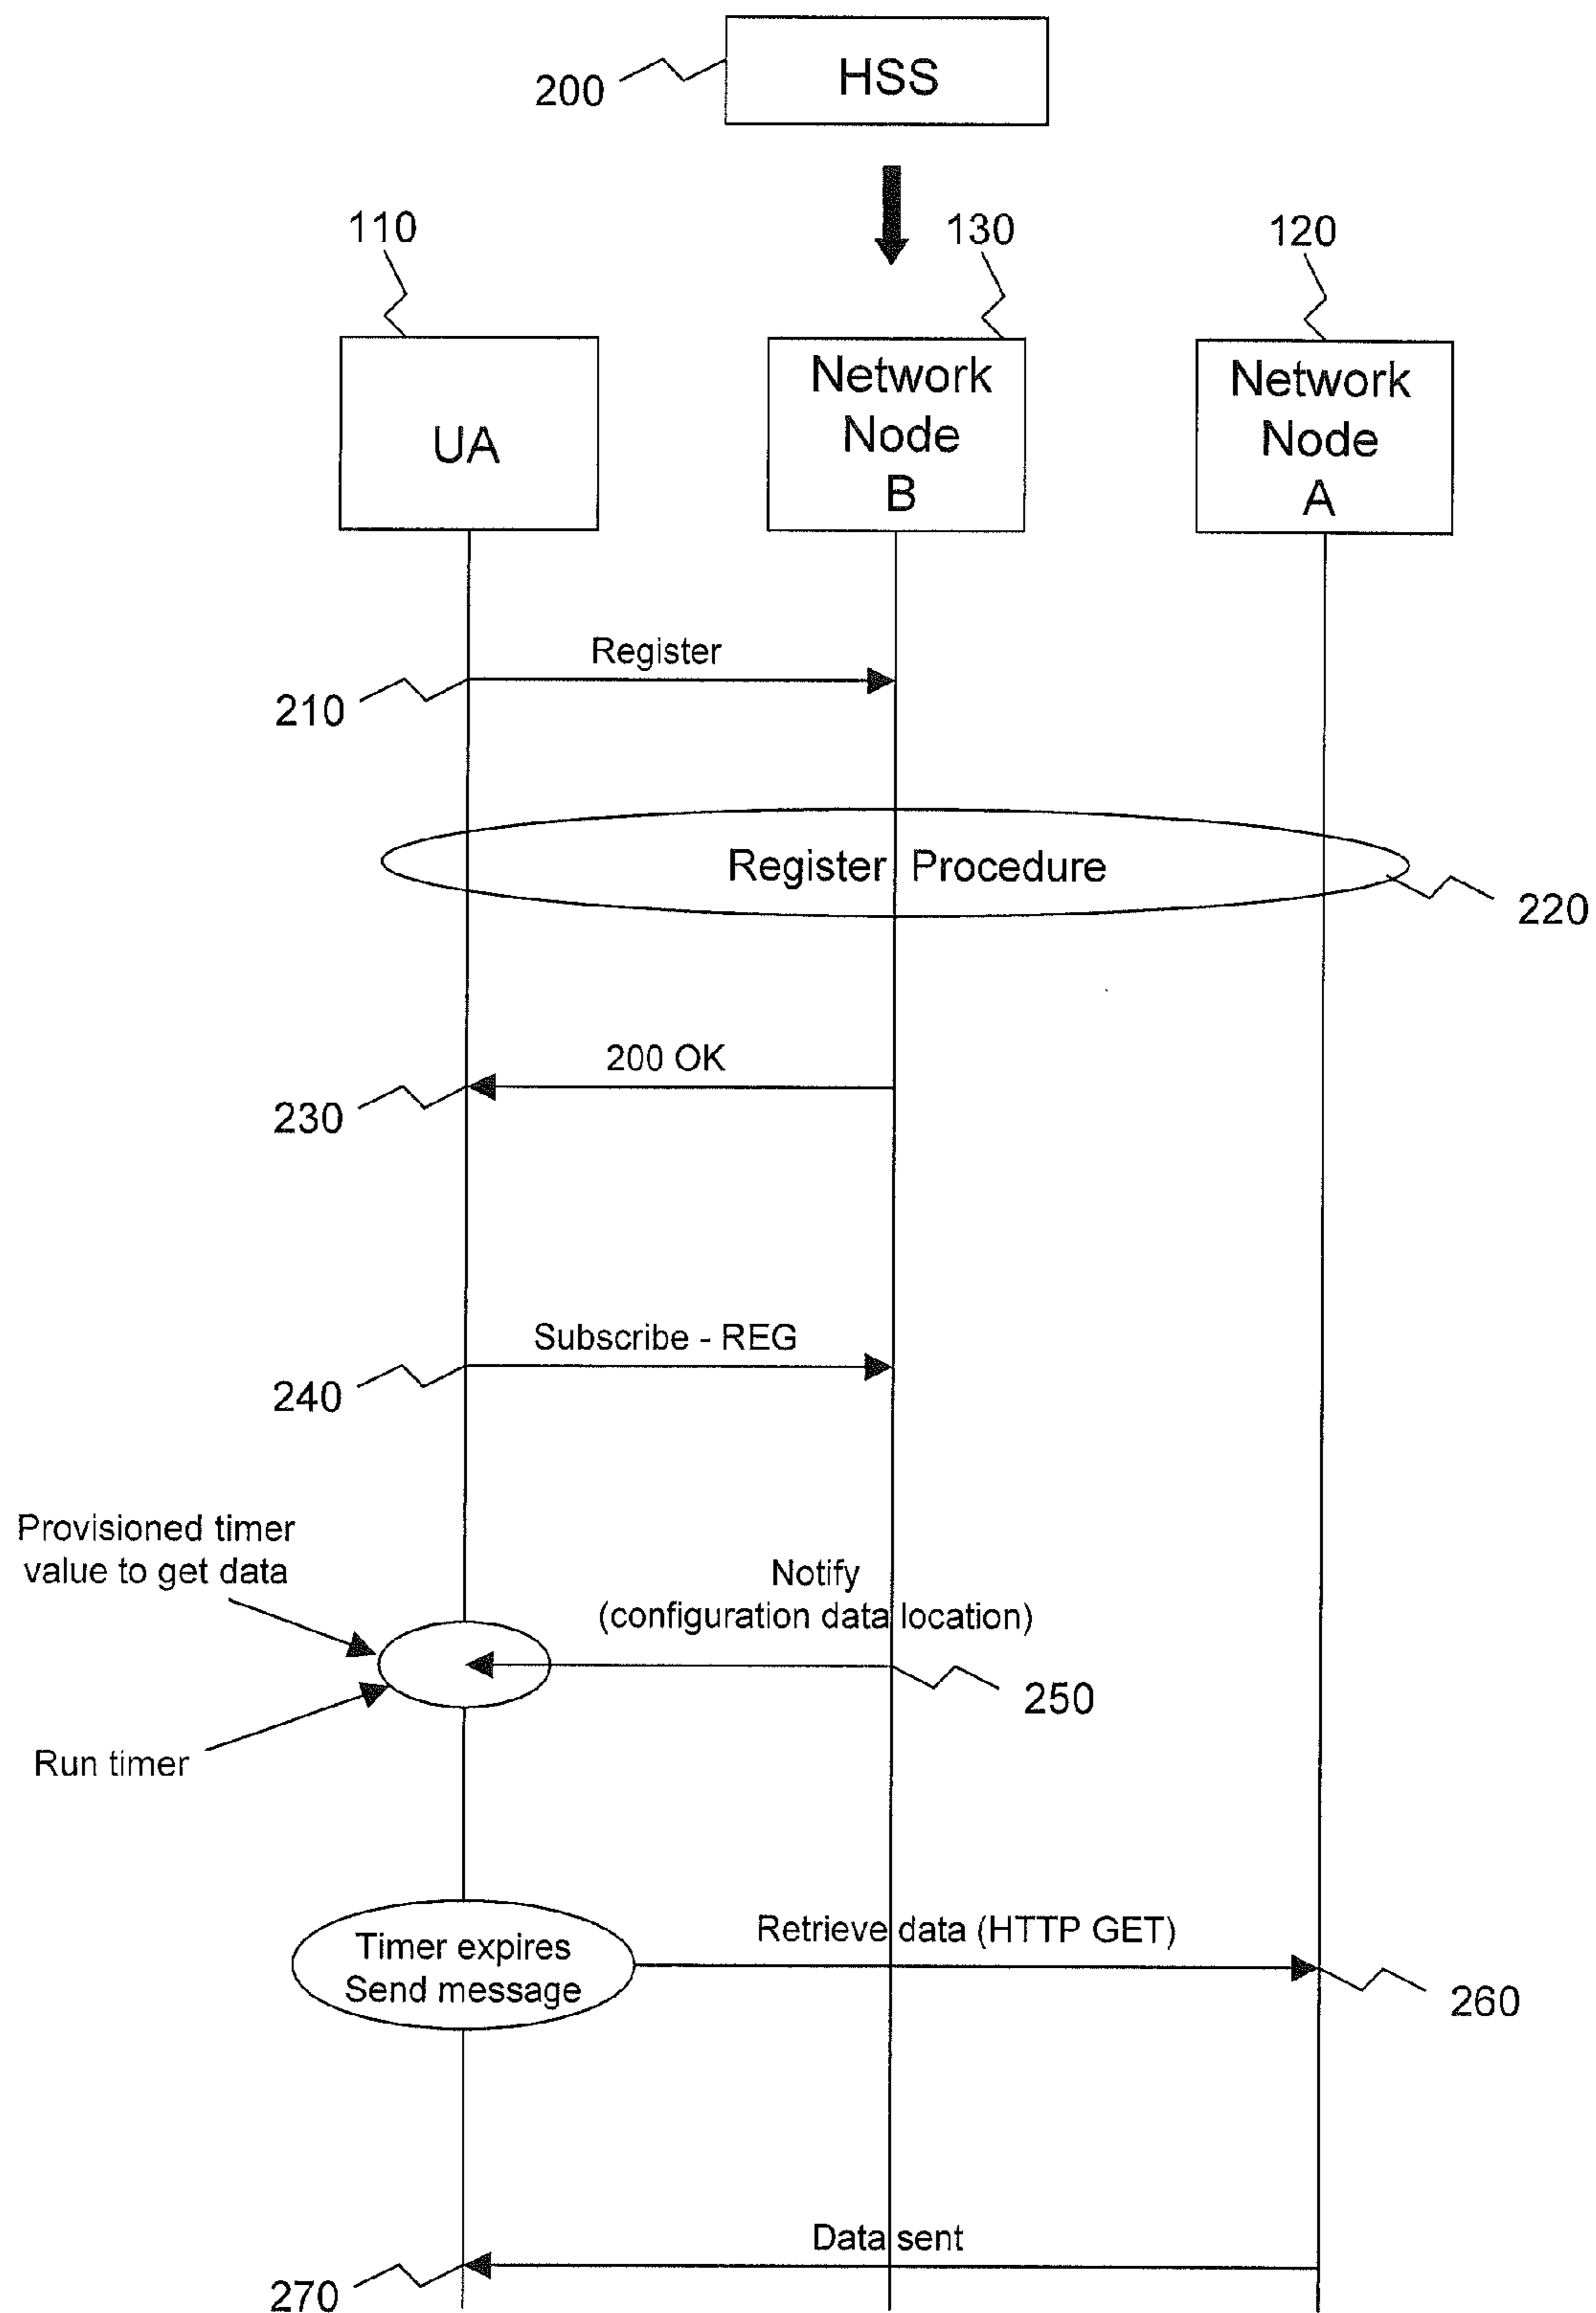 HSS
200
110
130
120
UA
Network
Node
B
Network
Node
A
Register
210
Register Procedure
220
200 OK
230
Subscribe - REG
240
Provisioned timer
value to get data
Notify
(configuration data location)
250
Run timer
Timer expires
Send message
Retrieve data (HTTP GET)
260
Data sent
270